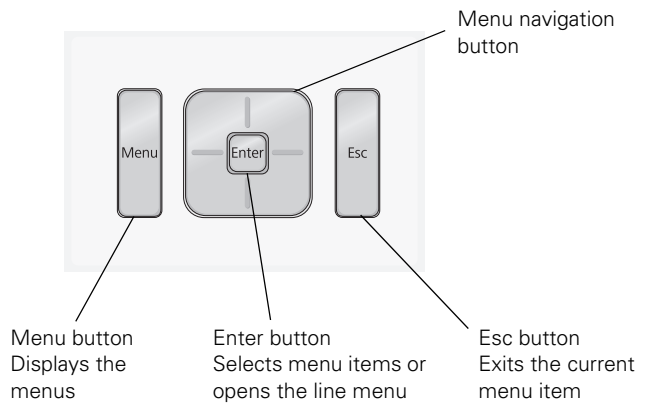 Menu navigation
button
Menu
Enter
Esc
Menu button
Displays the
menus
Enter button
Selects menu items or
opens the line menu
Esc button
Exits the current
menu item